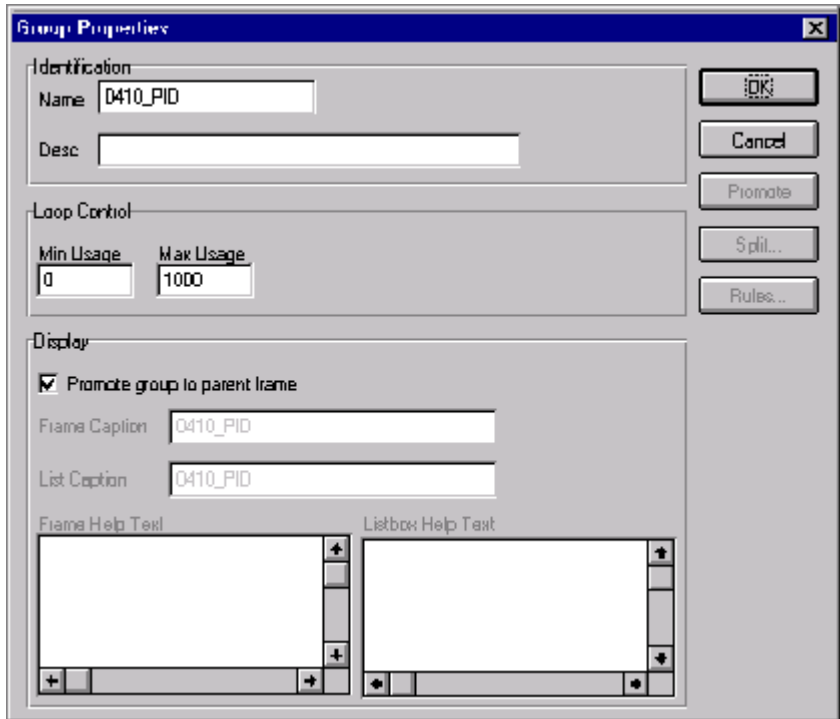 Group Properties
Identification
Name 0410_PID
Desc
OK
Cancel
Promote
Split...
Rules...
Loop Control
Min Usage Max Usage
0 1000
Display
Promote group to parent frame
Frame Caption 0410_PID
List Caption 0410_PID
Frame Help Text Listbox Help Text